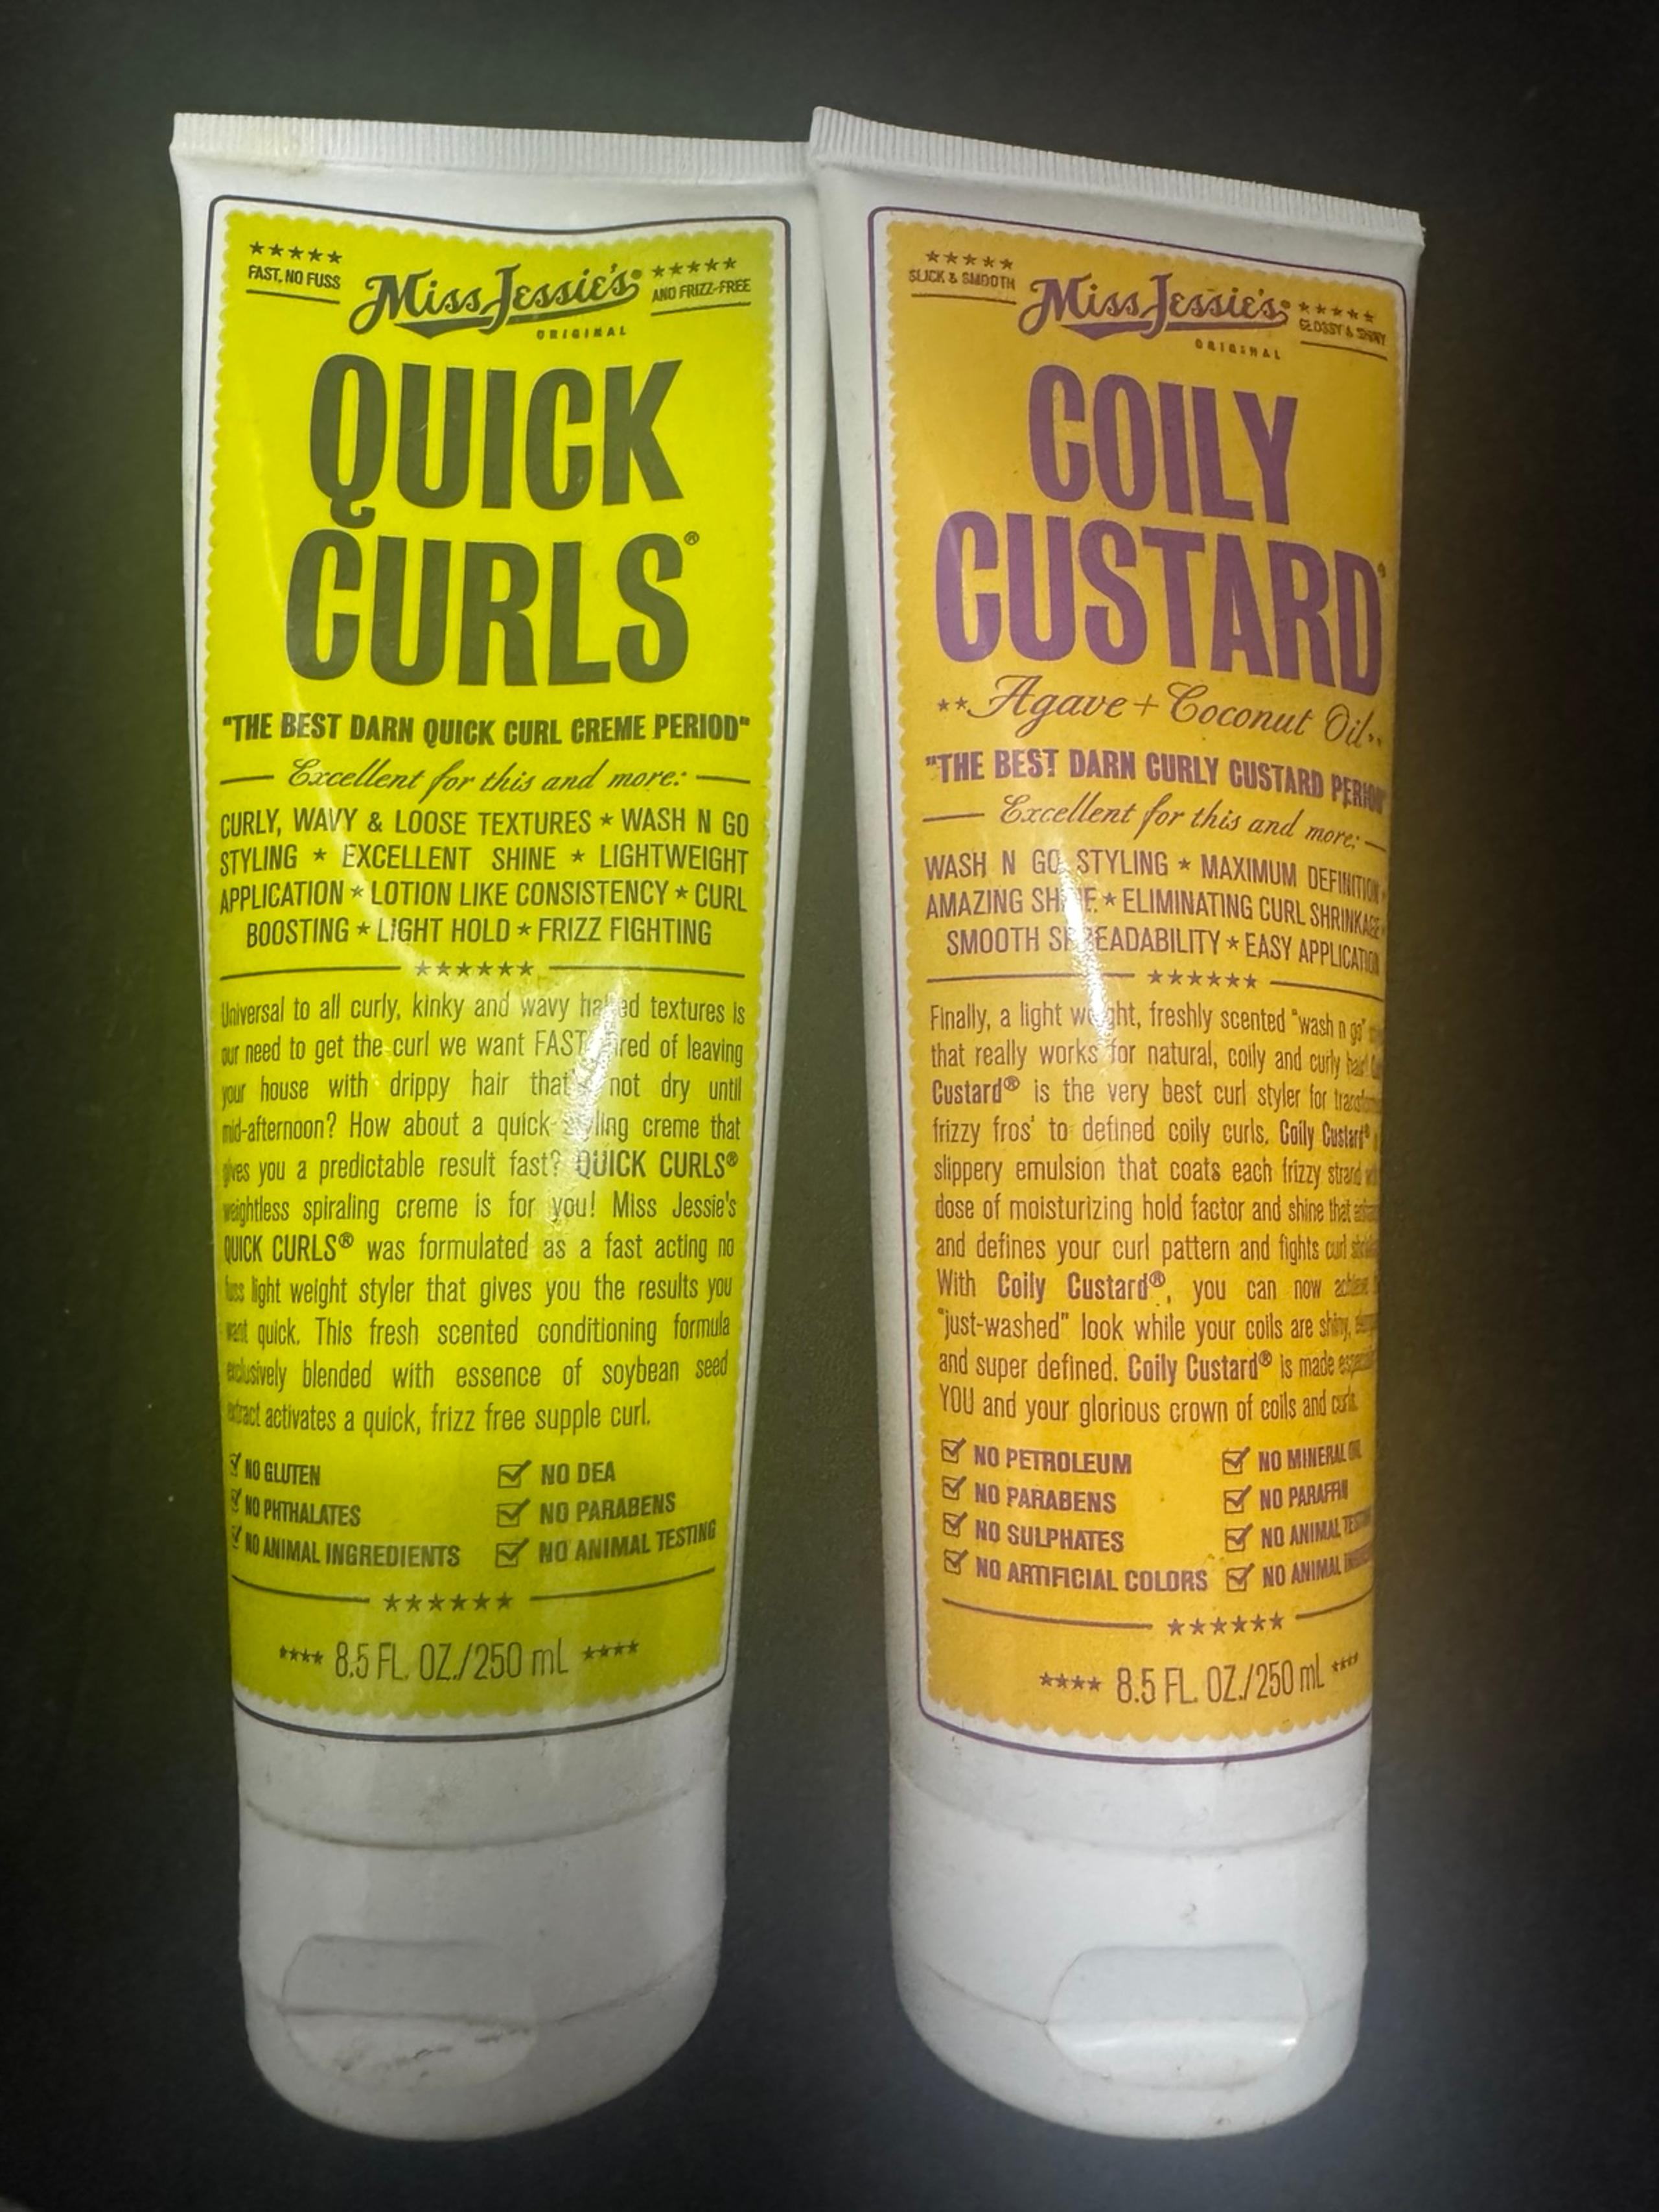 ★★★★★
FAST, NO FUSS
Miss Jessie's®
ORIGINAL
★★★★★
AND FRIZZ-FREE
QUICK
CURLS®
"THE BEST DARN QUICK CURL CREME PERIOD"
Excellent for this and more:
CURLY, WAVY & LOOSE TEXTURES ★ WASH N GO
STYLING ★ EXCELLENT SHINE ★ LIGHTWEIGHT
APPLICATION ★ LOTION LIKE CONSISTENCY ★ CURL
BOOSTING ★ LIGHT HOLD ★ FRIZZ FIGHTING
★★★★★★
Universal to all curly, kinky and wavy textures is
our need to get the curl we want of leaving
your house with drippy hair not dry until
mid-afternoon? How about a creme that
gives you a predictable result fast? QUICK CURLS®
weightless spiraling creme is for you! Miss Jessie's
QUICK CURLS® was formulated as a fast acting no
fuss light weight styler that gives you the results you
want quick. This fresh scented conditioning formula
exclusively blended with essence of soybean seed
extract activates a quick, frizz free supple curl.
NO GLUTEN
NO DEA
NO PHTHALATES
NO PARABENS
NO ANIMAL INGREDIENTS
NO ANIMAL TESTING
★★★★★★
★★★★ 8.5 FL. OZ./250 mL ★★★★
★★★★★
SLICK & SMOOTH
Miss Jessie's®
ORIGINAL
★★★★★
GLOSSY & SHINY
COILY
CUSTARD®
★★ Agave + Coconut Oil ★★
"THE BEST DARN CURLY CUSTARD PERIOD"
Excellent for this and more:
WASH N GO STYLING ★ MAXIMUM DEFINITION ★
AMAZING ★ ELIMINATING CURL SHRINKAGE ★
SMOOTH ★ EASY APPLICATION
★★★★★★
Finally, a light freshly scented "wash n go"
that really works for natural, coily and curly hair!
Custard® is the very best curl styler for
frizzy fros' to defined coily curls. Coily Custard®
slippery emulsion that coats each frizzy strand
dose of moisturizing hold factor and shine that
and defines your curl pattern and fights curl
With Coily Custard®, you can now
"just-washed" look while your coils are shiny,
and super defined. Coily Custard® is made
YOU and your glorious crown of coils and curls.
NO PETROLEUM
NO MINERAL OIL
NO PARABENS
NO PARAFFIN
NO SULPHATES
NO ANIMAL TESTING
NO ARTIFICIAL COLORS
NO ANIMAL
★★★★★★
★★★★ 8.5 FL. OZ./250 mL ★★★★